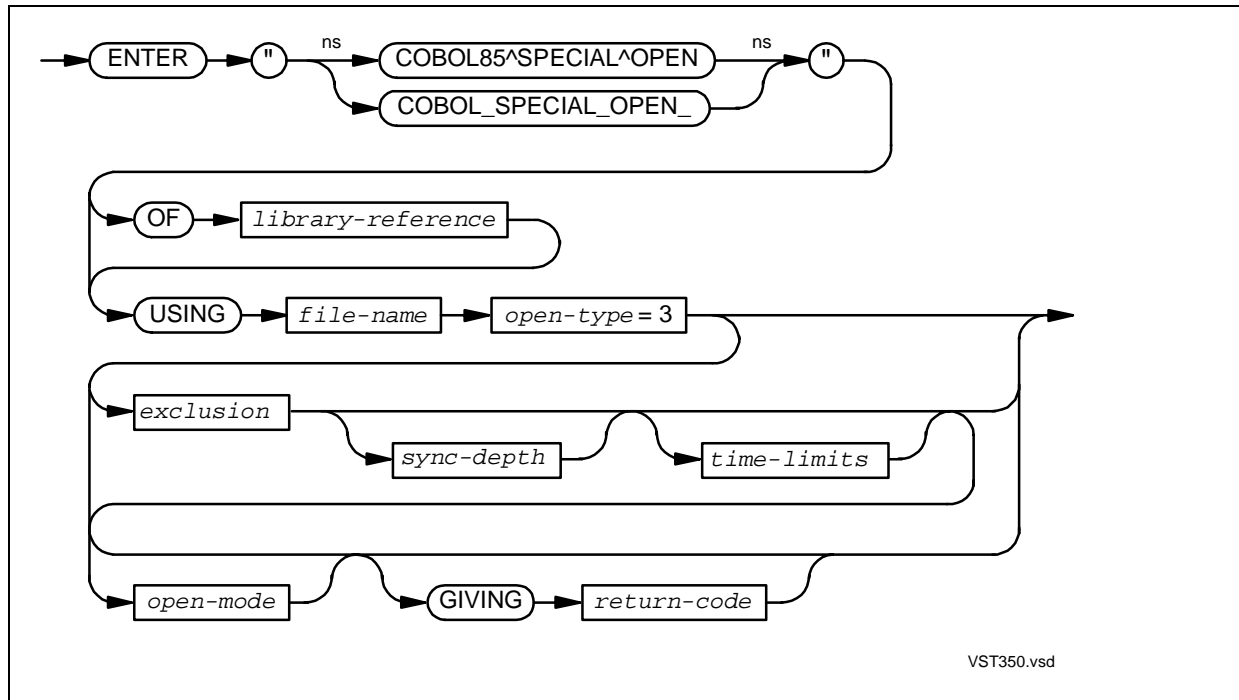 ns ns
ENTER " COBOL85^SPECIAL^OPEN "
COBOL_SPECIAL_OPEN_
OF library-reference
USING file-name open-type = 3
exclusion
sync-depth time-limits
open-mode GIVING return-code
VST350.vsd